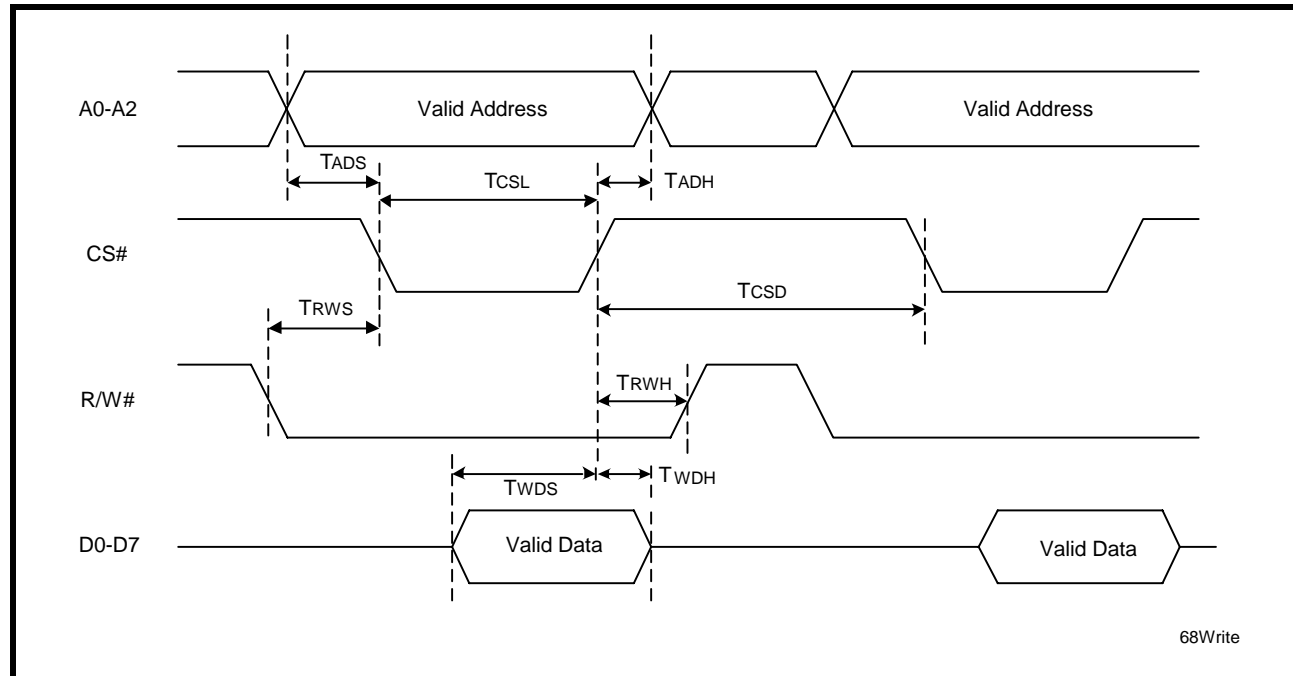 A0-A2
Valid Address
Valid Address
TADS
TCSL
TADH
CS#
TRWS
TCSD
R/W#
TRWH
TWDS
TWDH
D0-D7
Valid Data
Valid Data
68Write